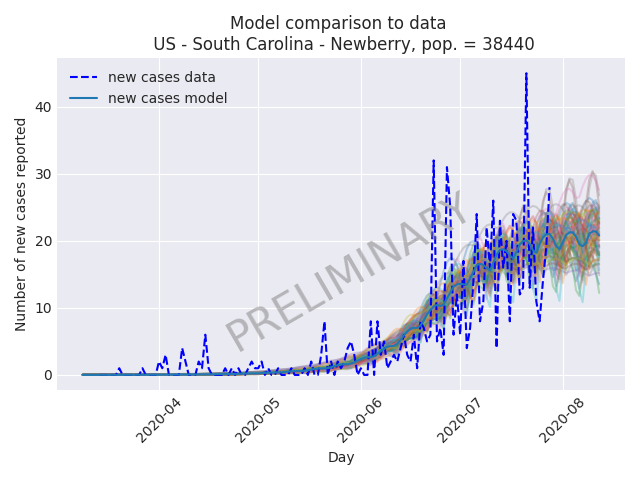 Model comparison to data
US - South Carolina - Newberry, pop. = 38440
new cases data
new cases model
Number of new cases reported
40
30
20
10
0
PRELIMINARY
2020-04
2020-05
2020-06
2020-07
2020-08
Day